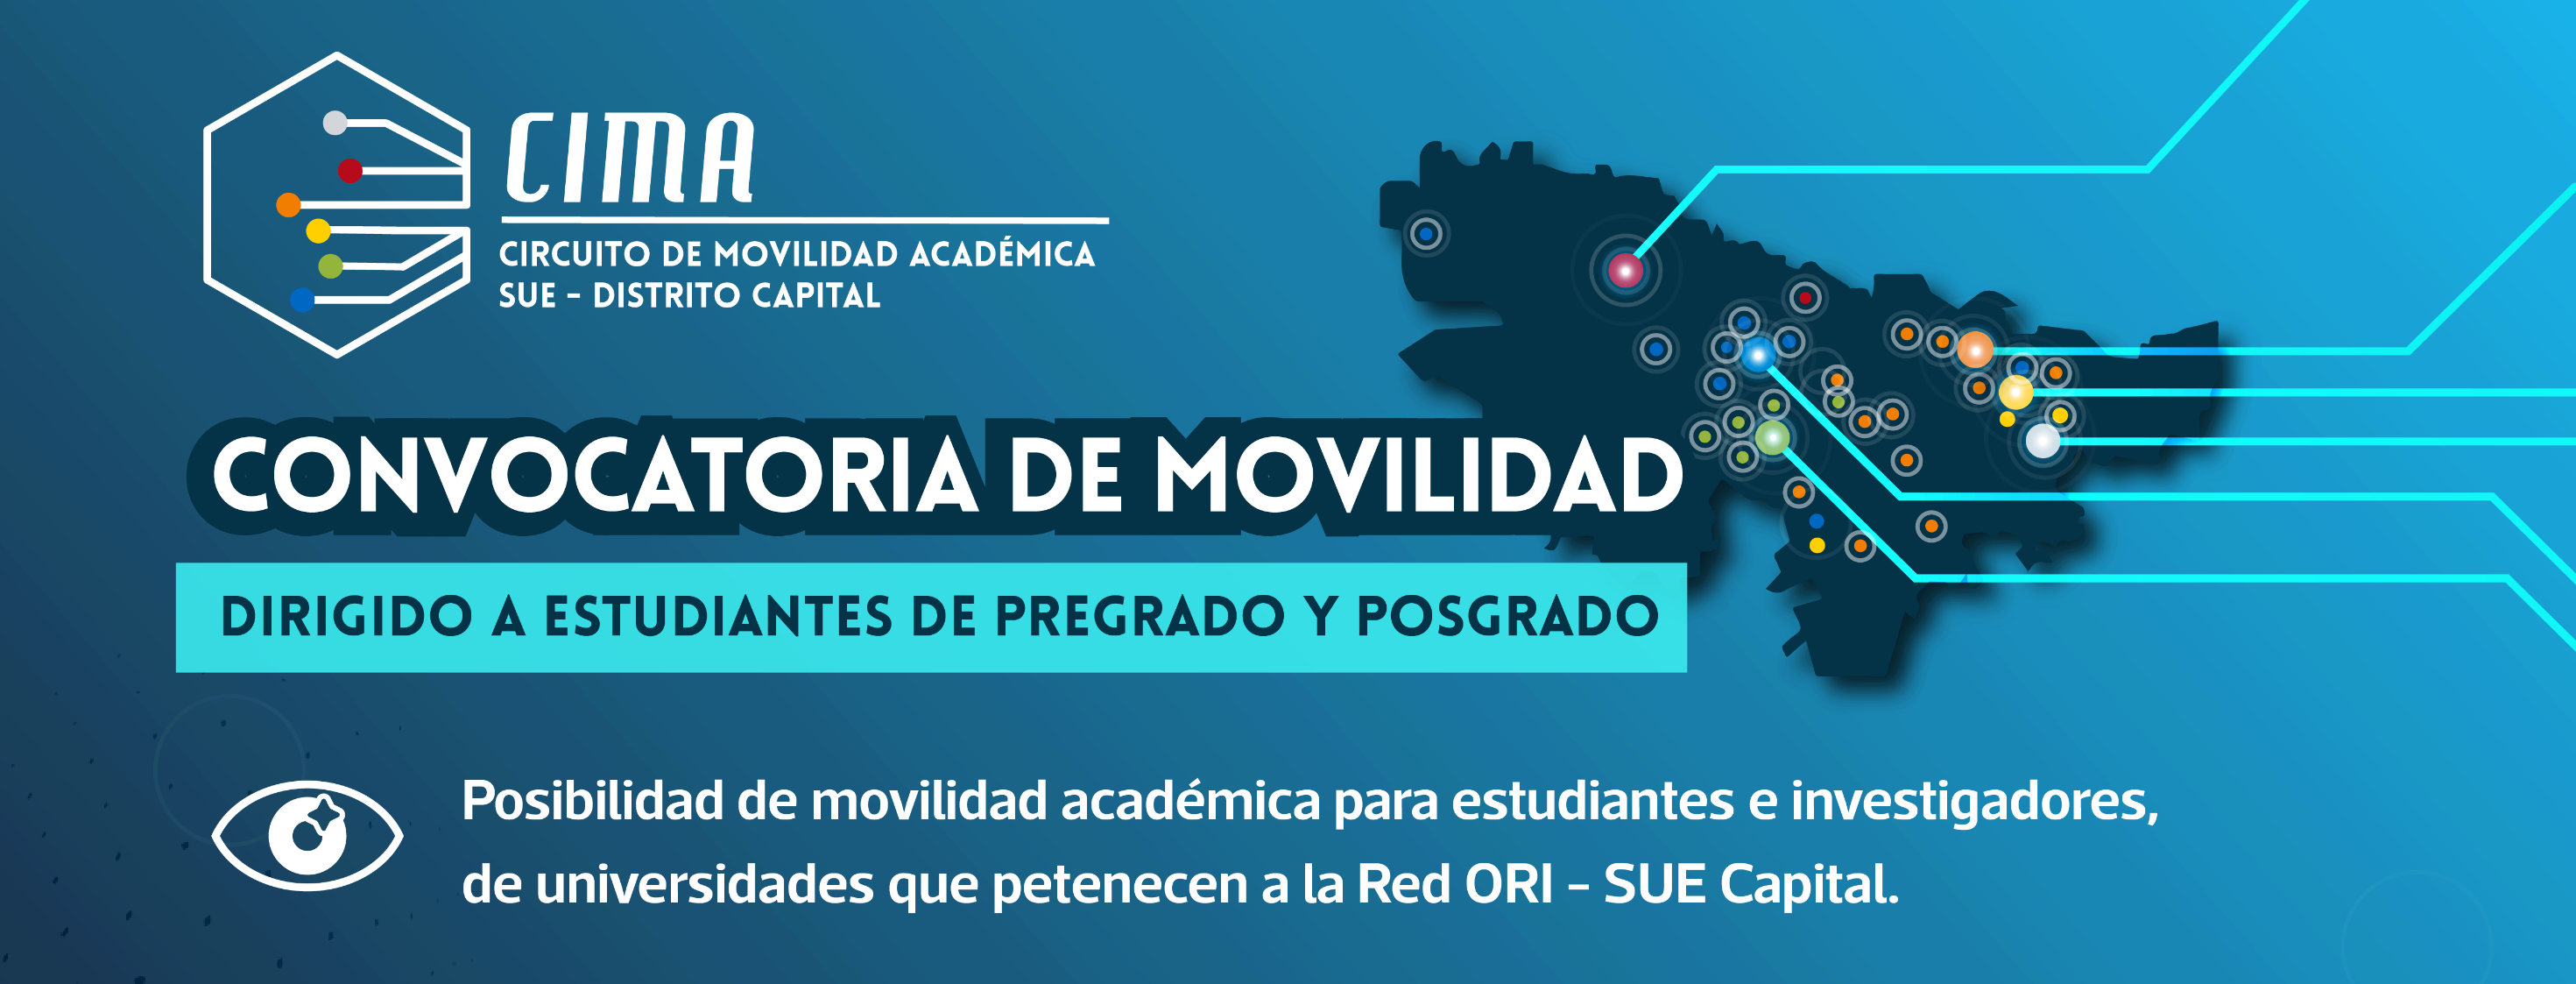 CIMA
CIRCUITO DE MOVILIDAD ACADÉMICA
SUE - DISTRITO CAPITAL
CONVOCATORIA DE MOVILIDAD
DIRIGIDO A ESTUDIANTES DE PREGRADO Y POSGRADO
Posibilidad de movilidad académica para estudiantes e investigadores,
de universidades que petenecen a la Red ORI - SUE Capital.